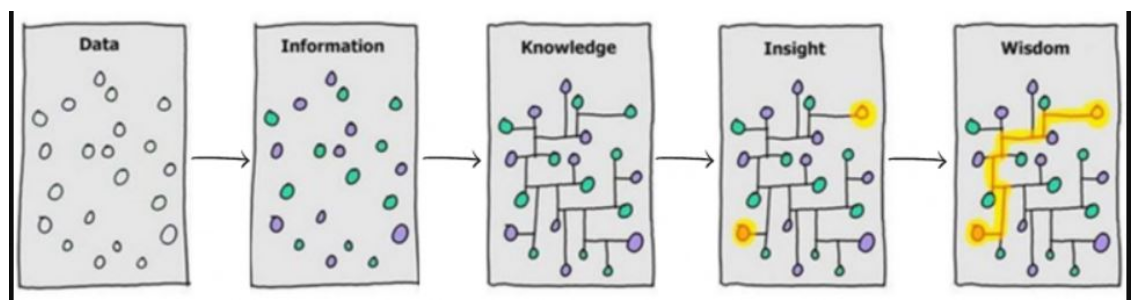 Data
Information
Knowledge
Insight
Wisdom